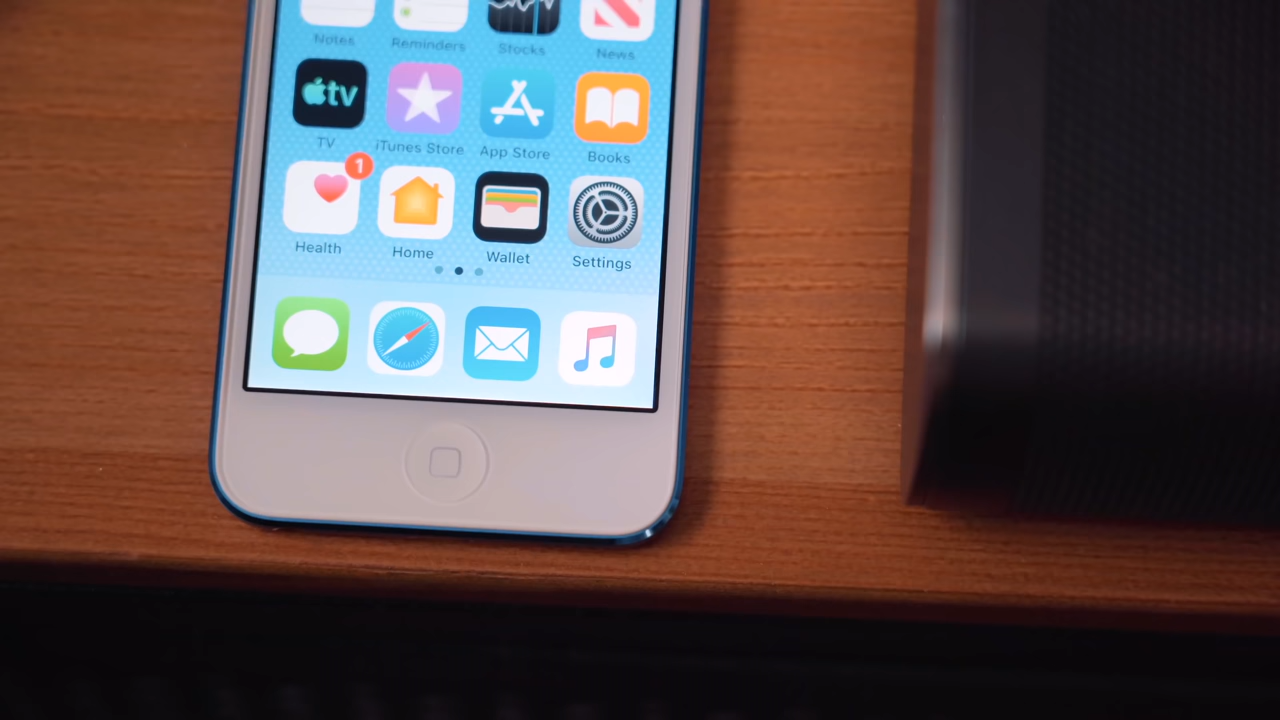 Notes Reminders Stocks News
tv
TV iTunes Store App Store Books
1
Health Home Wallet Settings